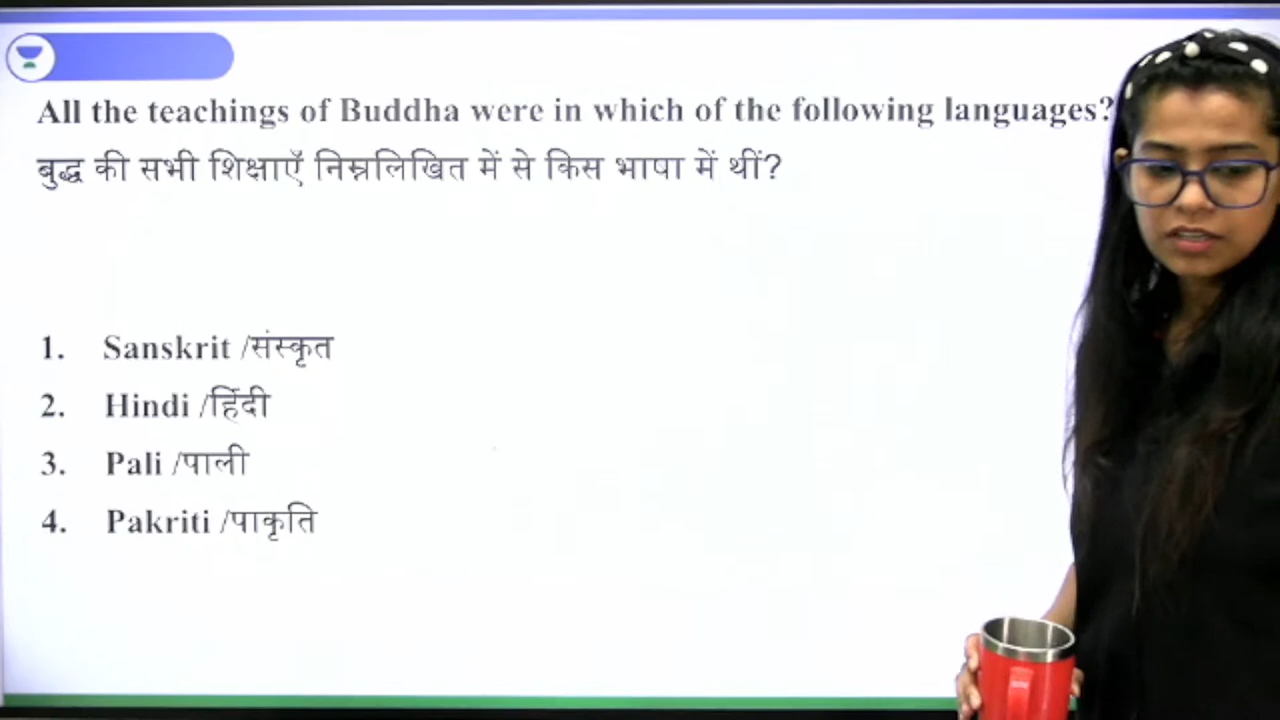 All the teachings of Buddha were in which of the following languages?
बुद्ध की सभी शिक्षाएँ निम्नलिखित में से किस भाषा में थीं?
1. Sanskrit /संस्कृत
2. Hindi /हिंदी
3. Pali /पाली
4. Pakriti /पाकृति